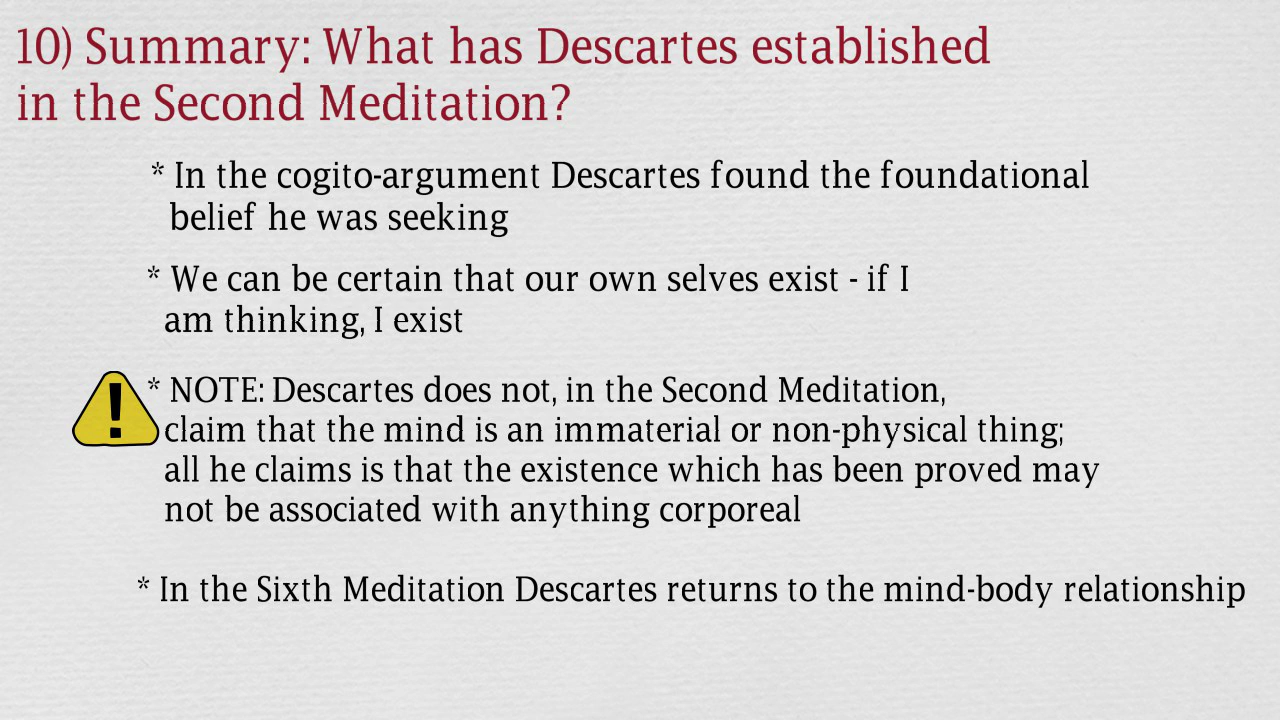 10) Summary: What has Descartes established
in the Second Meditation?
* In the cogito-argument Descartes found the foundational
belief he was seeking
* We can be certain that our own selves exist - if I
am thinking, I exist
* NOTE: Descartes does not, in the Second Meditation,
claim that the mind is an immaterial or non-physical thing;
all he claims is that the existence which has been proved may
not be associated with anything corporeal
* In the Sixth Meditation Descartes returns to the mind-body relationship